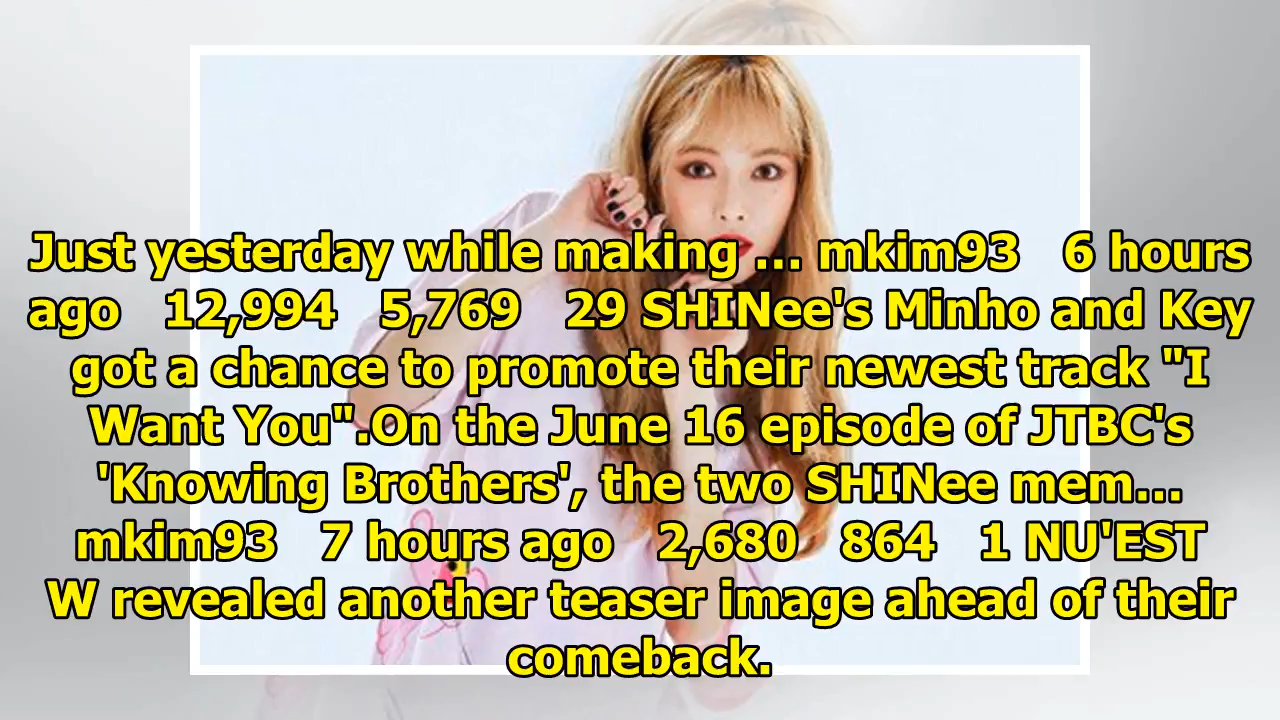 Just yesterday while making ... mkim93 6 hours
ago 12,994 5,769 29 SHINee's Minho and Key
got a chance to promote their newest track "I
Want You".On the June 16 episode of JTBC's
'Knowing Brothers', the two SHINee mem...
mkim93 7 hours ago 2,680 864 1 NU'EST
W revealed another teaser image ahead of their
comeback.